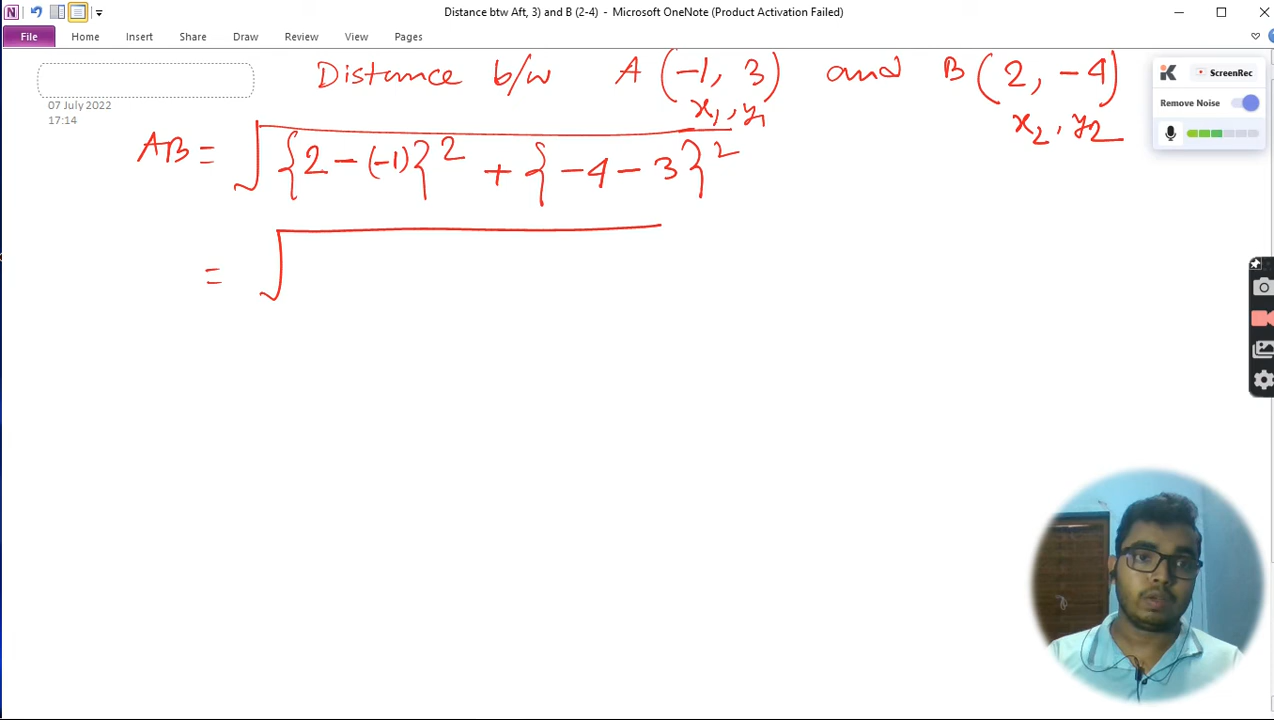 Distance btw Aft, 3) and B (2-4) - Microsoft OneNote (Product Activation Failed)
File Home Insert Share Draw Review View Pages
Distance b/w A (-1, 3) and B (2, -4)
x₁, y₁ x₂, y₂
ScreenRec
Remove Noise
07 July 2022
17:14
AB = √({2-(-1)}² + {-4-3}²)
= √